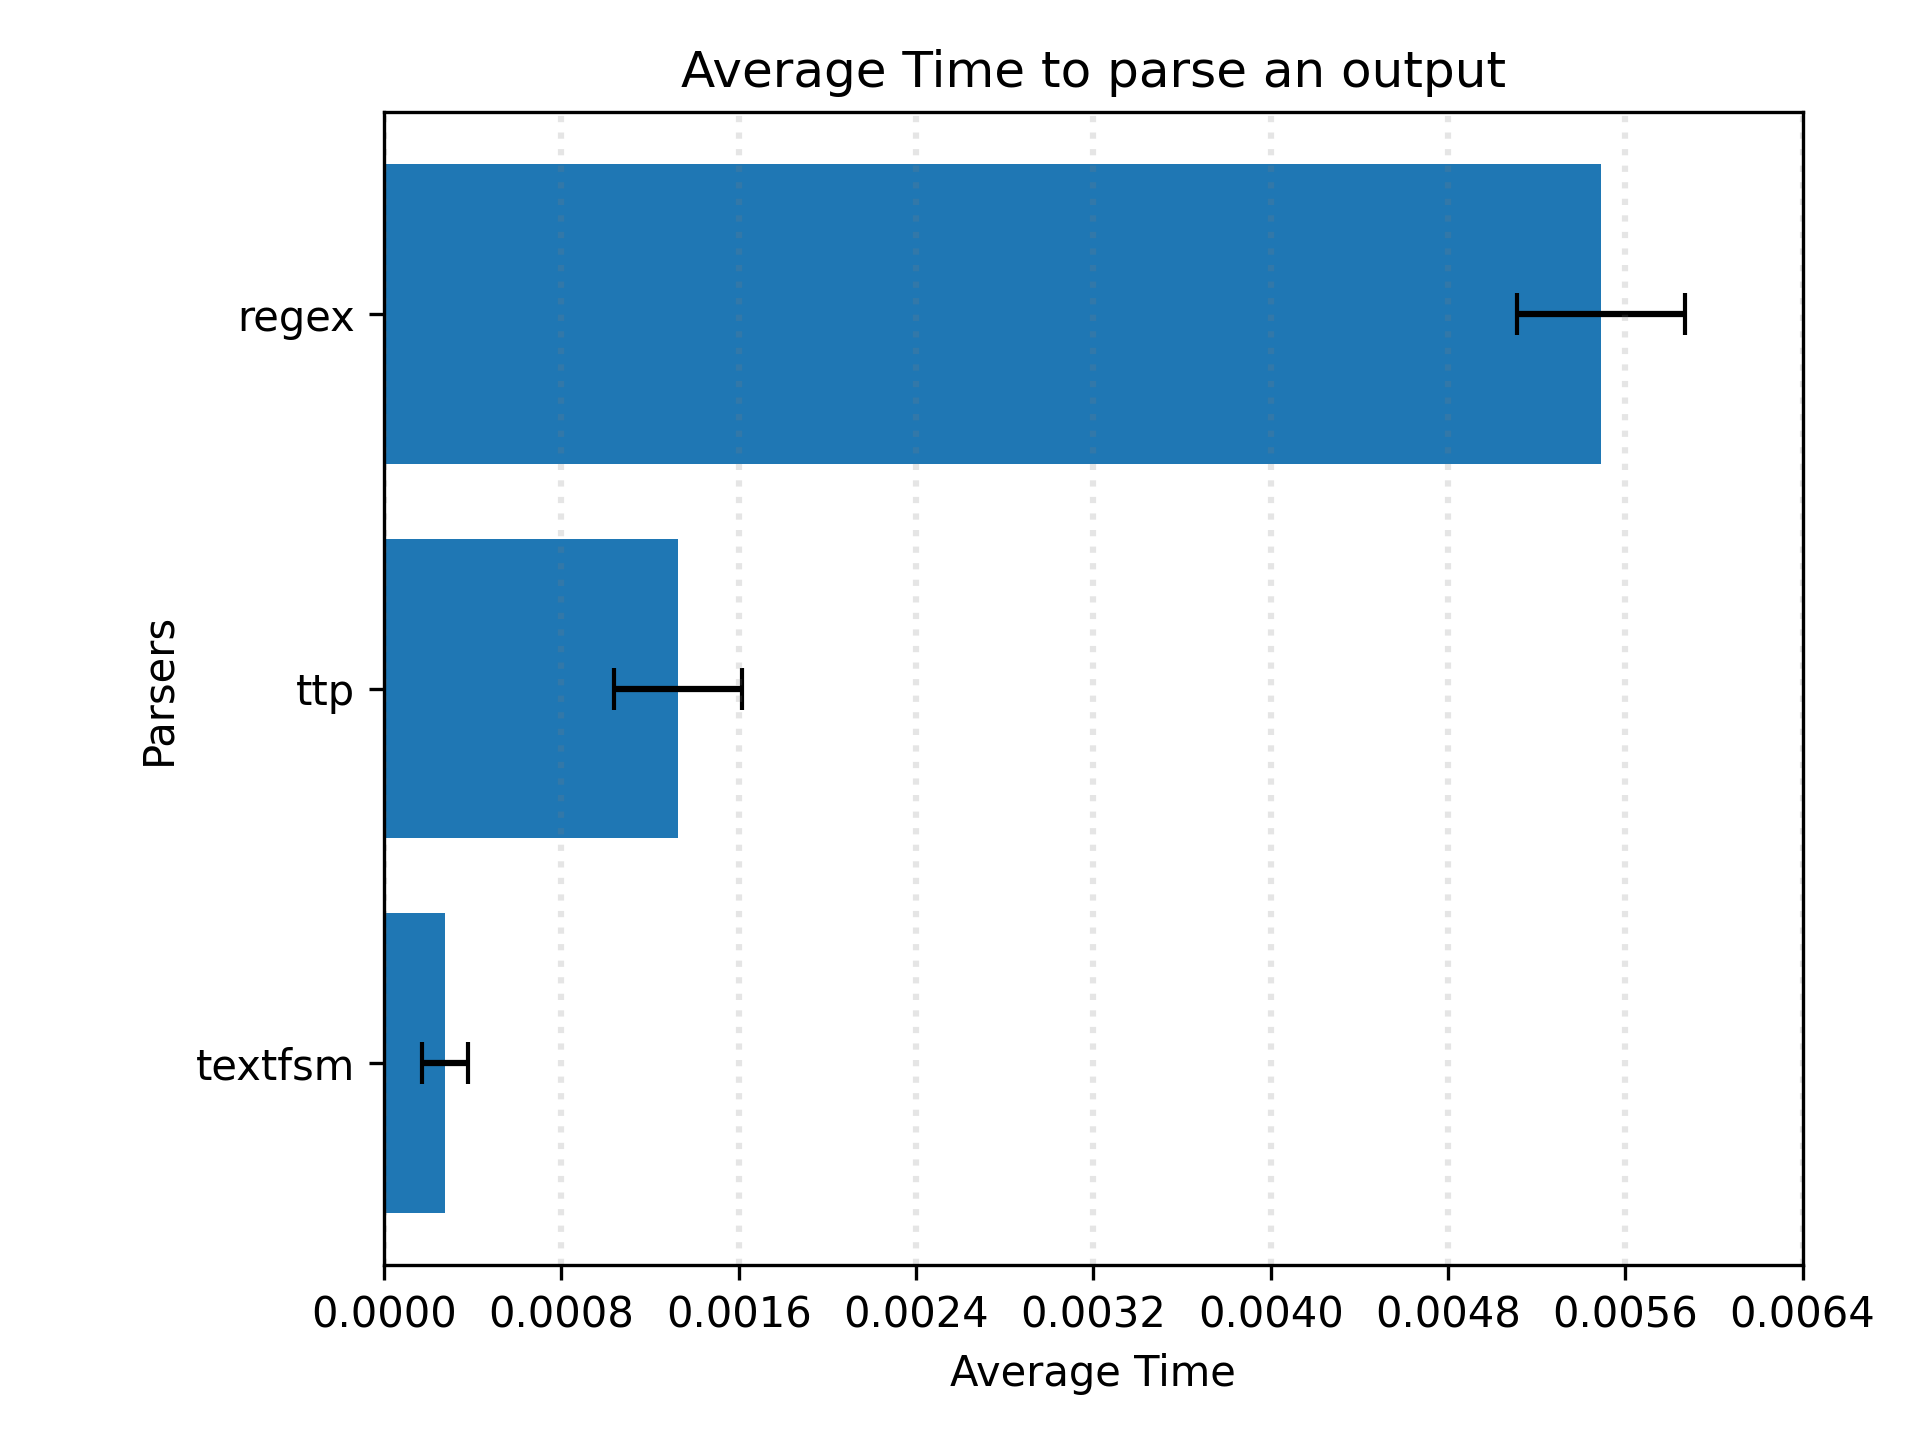 Average Time to parse an output
regex
ttp
textfsm
Parsers
0.0000 0.0008 0.0016 0.0024 0.0032 0.0040 0.0048 0.0056 0.0064
Average Time